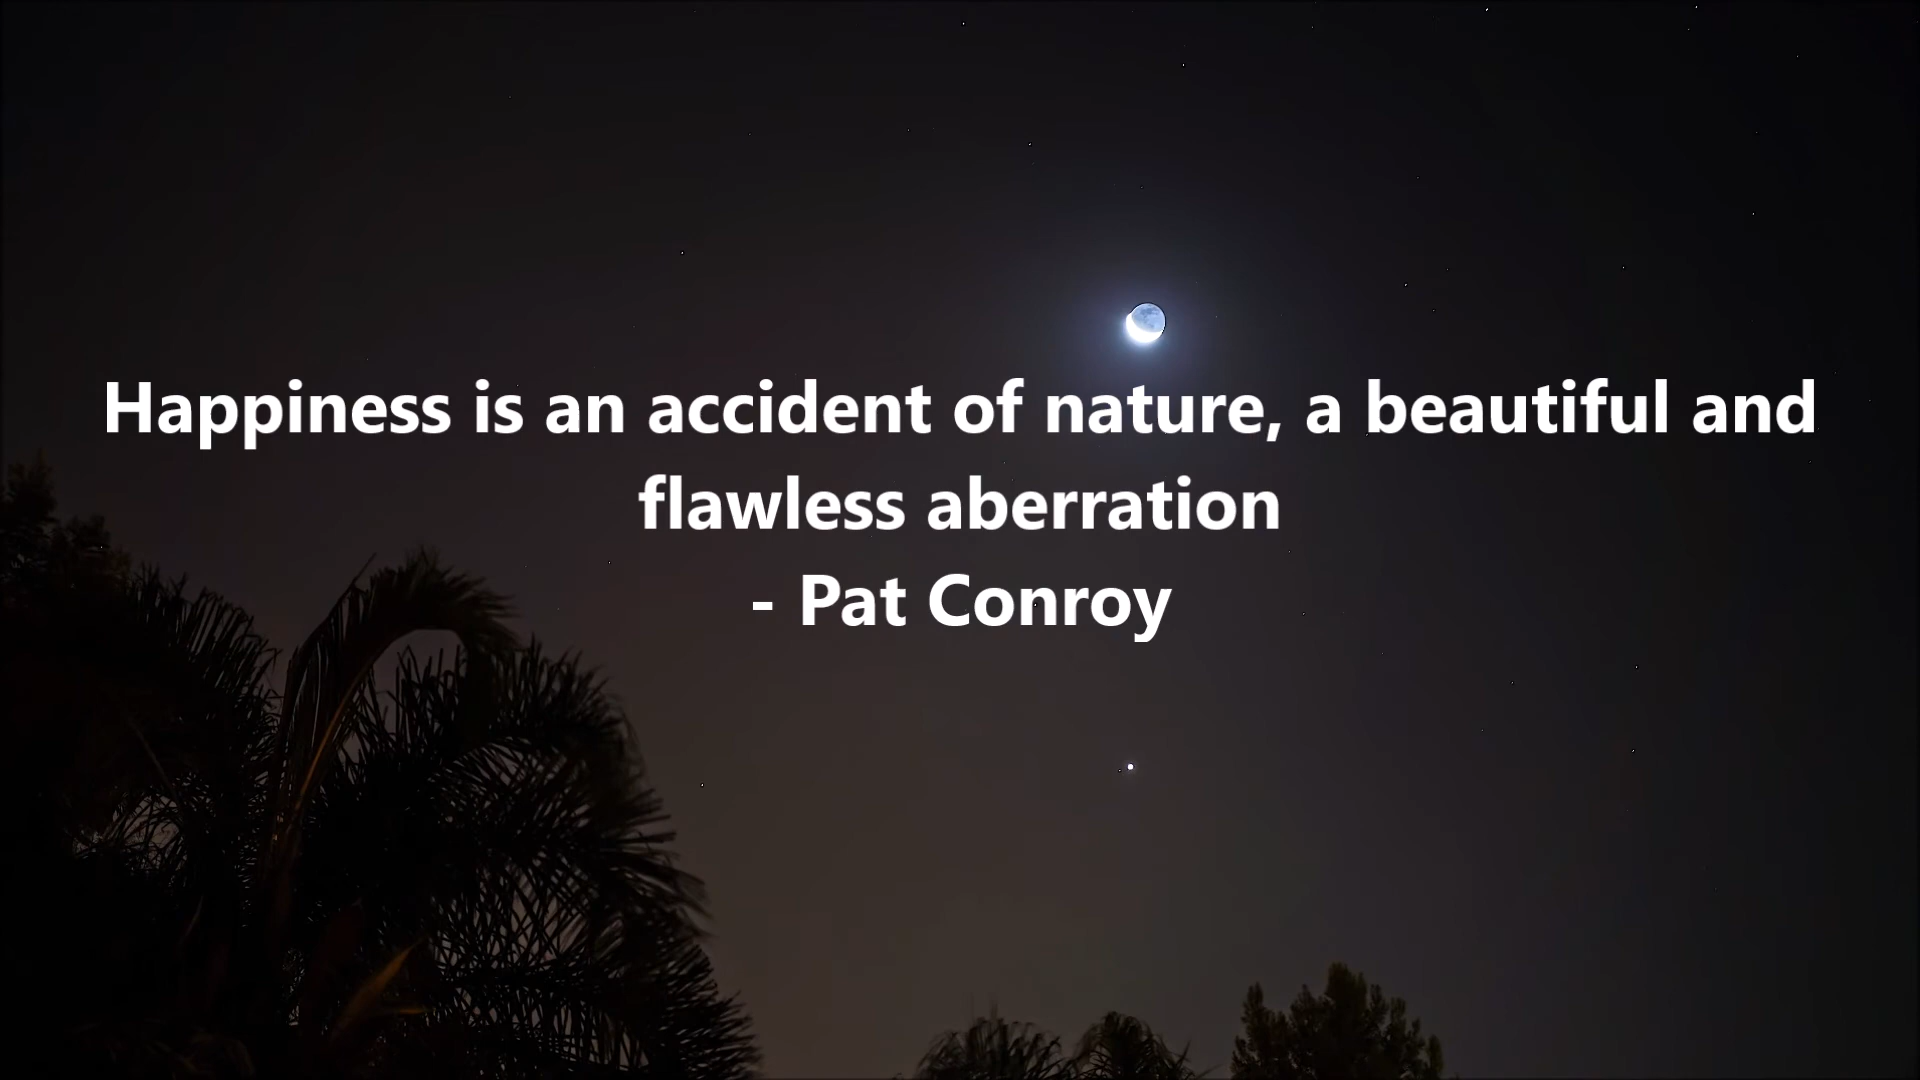 Happiness is an accident of nature, a beautiful and
flawless aberration
- Pat Conroy